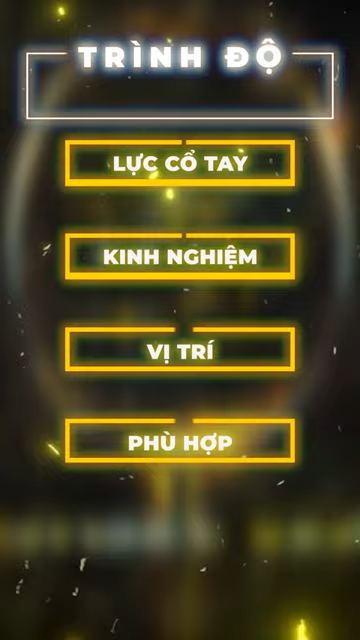 TRÌNH ĐỘ
LỰC CỔ TAY
KINH NGHIỆM
VỊ TRÍ
PHÙ HỢP